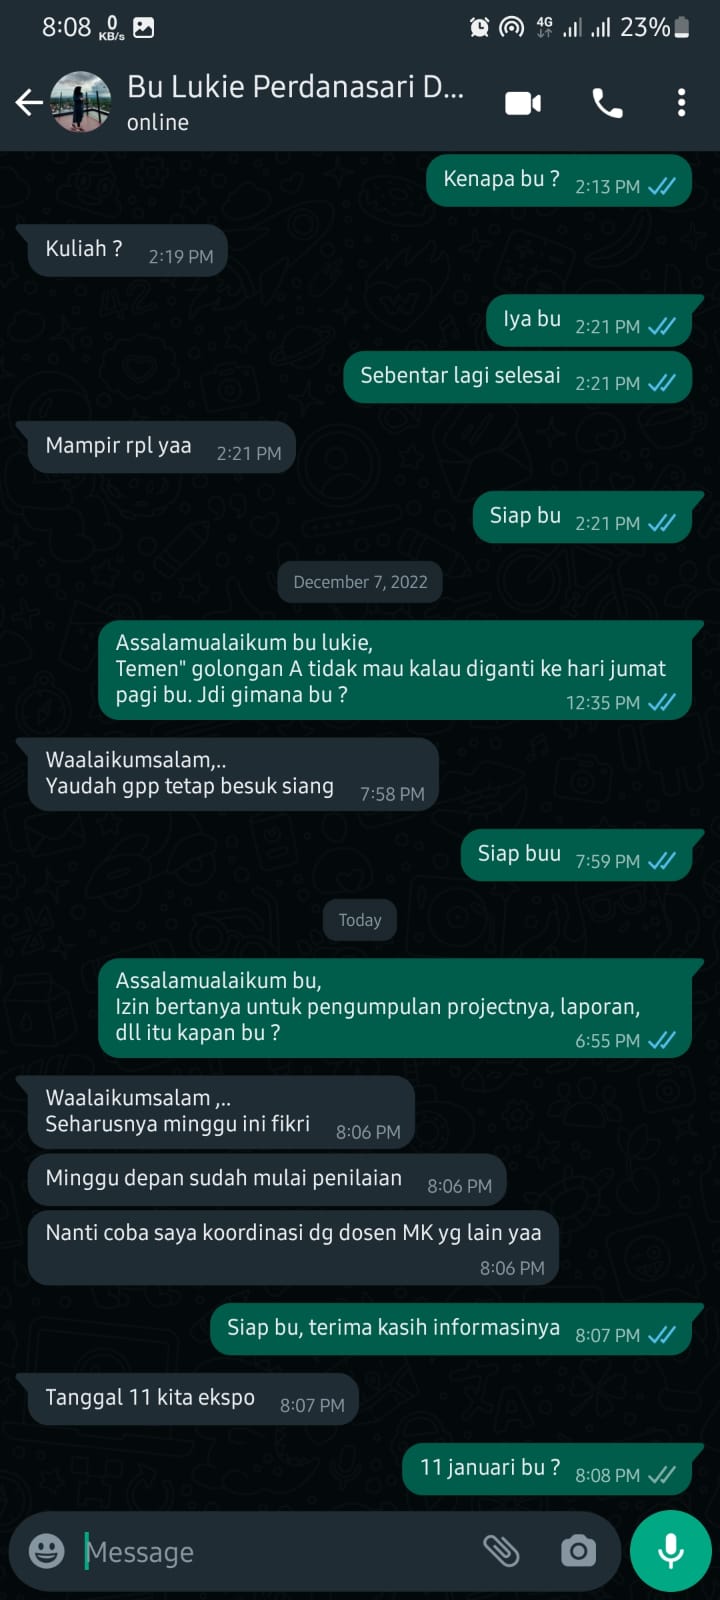 8:08 0 KB/s 4G 23%
Bu Lukie Perdanasari D...
online
Kenapa bu ? 2:13 PM
Kuliah ? 2:19 PM
Iya bu 2:21 PM
Sebentar lagi selesai 2:21 PM
Mampir rpl yaa 2:21 PM
Siap bu 2:21 PM
December 7, 2022
Assalamualaikum bu lukie,
Temen" golongan A tidak mau kalau diganti ke hari jumat
pagi bu. Jdi gimana bu ? 12:35 PM
Waalaikumsalam,..
Yaudah gpp tetap besuk siang 7:58 PM
Siap buu 7:59 PM
Today
Assalamualaikum bu,
Izin bertanya untuk pengumpulan projectnya, laporan,
dll itu kapan bu ? 6:55 PM
Waalaikumsalam ,..
Seharusnya minggu ini fikri 8:06 PM
Minggu depan sudah mulai penilaian 8:06 PM
Nanti coba saya koordinasi dg dosen MK yg lain yaa
8:06 PM
Siap bu, terima kasih informasinya 8:07 PM
Tanggal 11 kita ekspo 8:07 PM
11 januari bu ? 8:08 PM
Message